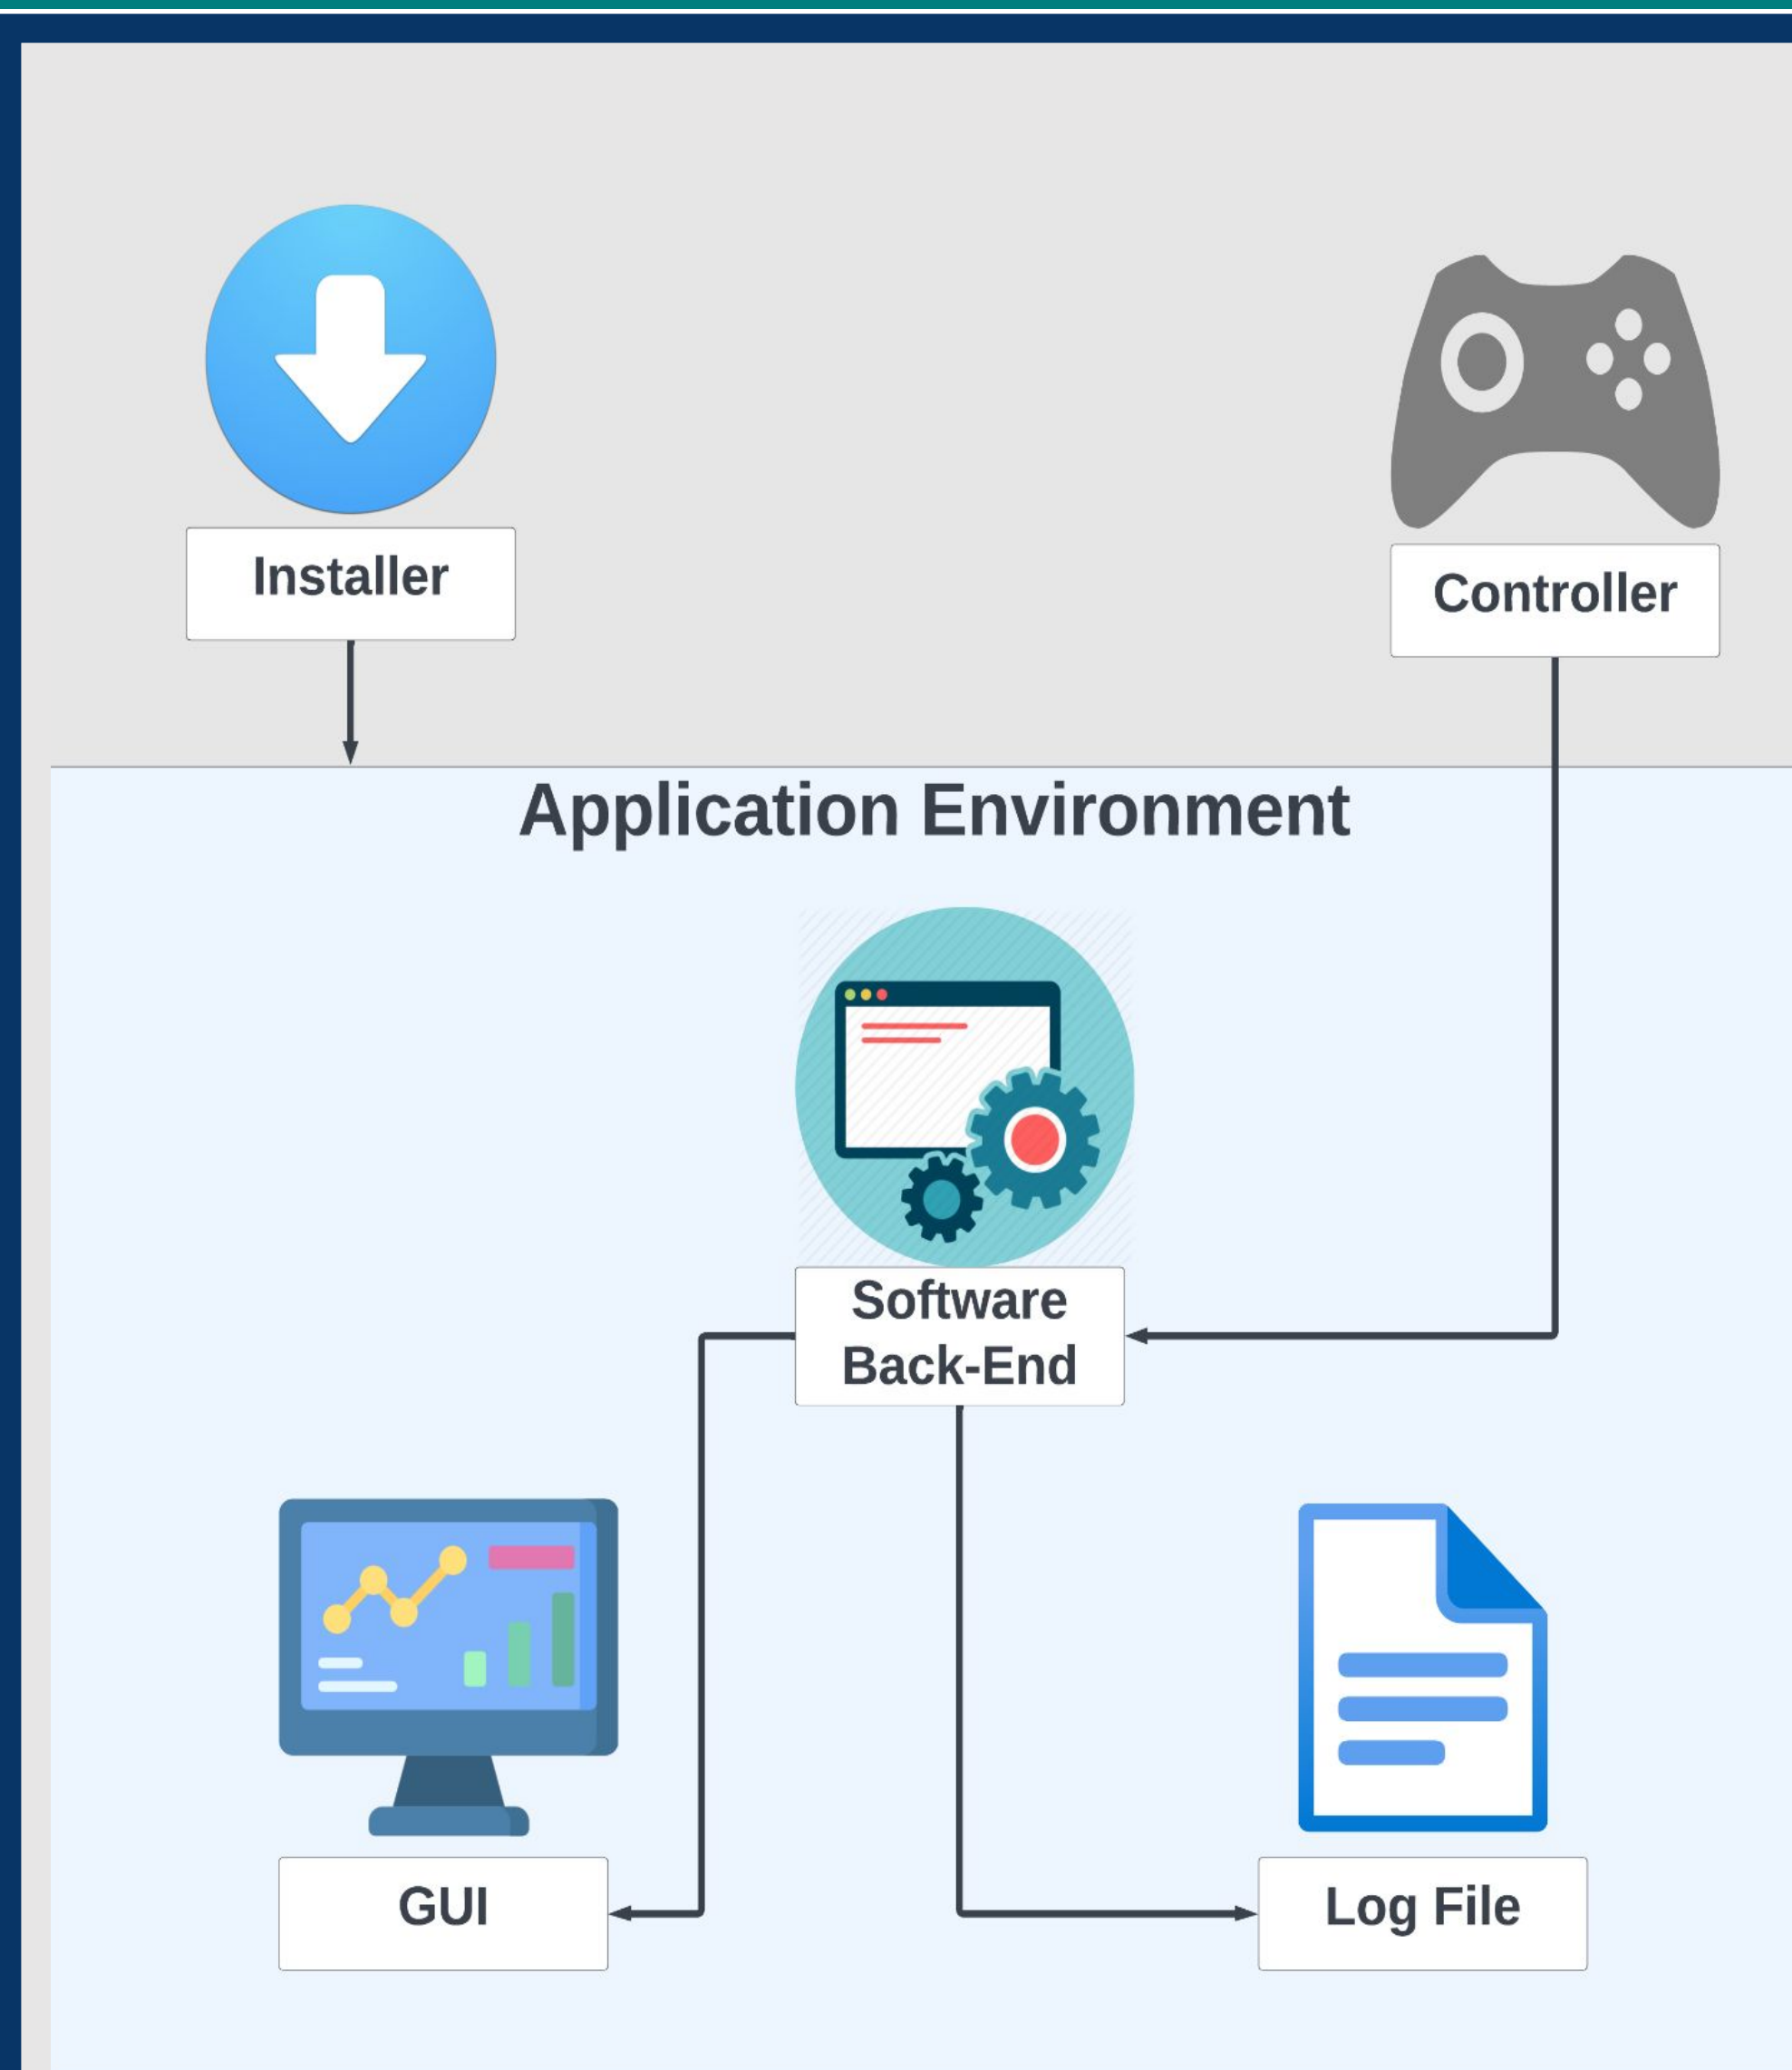 Installer
Controller
Application Environment
Software
Back-End
GUI
Log File